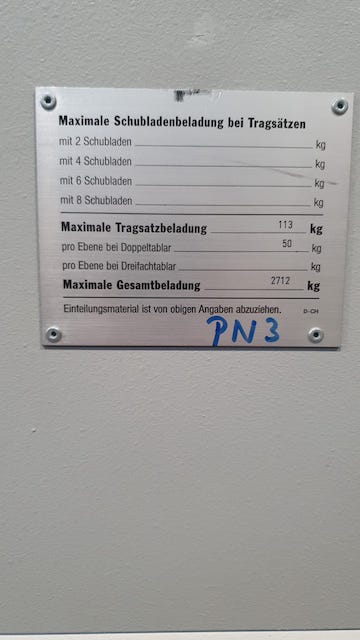 Maximale Schubladenbeladung bei Tragsätzen
mit 2 Schubladen kg
mit 4 Schubladen kg
mit 6 Schubladen kg
mit 8 Schubladen kg
Maximale Tragsatzbeladung 113 kg
pro Ebene bei Doppeltablar 50 kg
pro Ebene bei Dreifachtablar kg
Maximale Gesamtbeladung 2712 kg
Einteilungsmaterial ist von obigen Angaben abzuziehen. D-CH
PN3